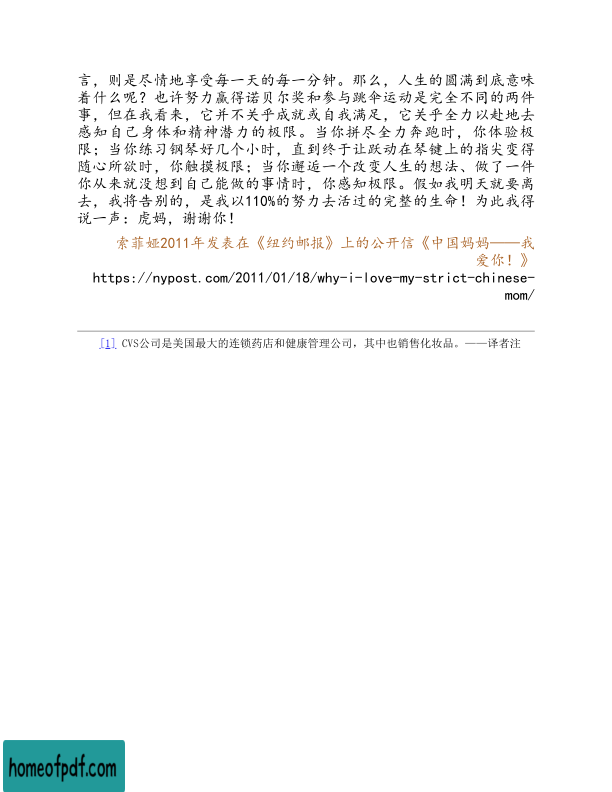 言，则是尽情地享受每一天的每一分钟。那么，人生的圆满到底意味
着什么呢？也许努力赢得诺贝尔奖和参与跳伞运动是完全不同的两件
事，但在我看来，它并不关乎成就或自我满足，它关乎全力以赴地去
感知自己身体和精神潜力的极限。当你拼尽全力奔跑时，你体验极
限；当你练习钢琴好几个小时，直到终于让跃动在琴键上的指尖变得
随心所欲时，你触摸极限；当你邂逅一个改变人生的想法、做了一件
你从来就没想到自己能做的事情时，你感知极限。假如我明天就要离
去，我将告别的，是我以110%的努力去活过的完整的生命！为此我得
说一声：虎妈，谢谢你！
索菲娅2011年发表在《纽约邮报》上的公开信《中国妈妈——我
爱你！》
https://nypost.com/2011/01/18/why-i-love-my-strict-chinese-
mom/
[1] CVS公司是美国最大的连锁药店和健康管理公司，其中也销售化妆品。——译者注
homeofpdf.com